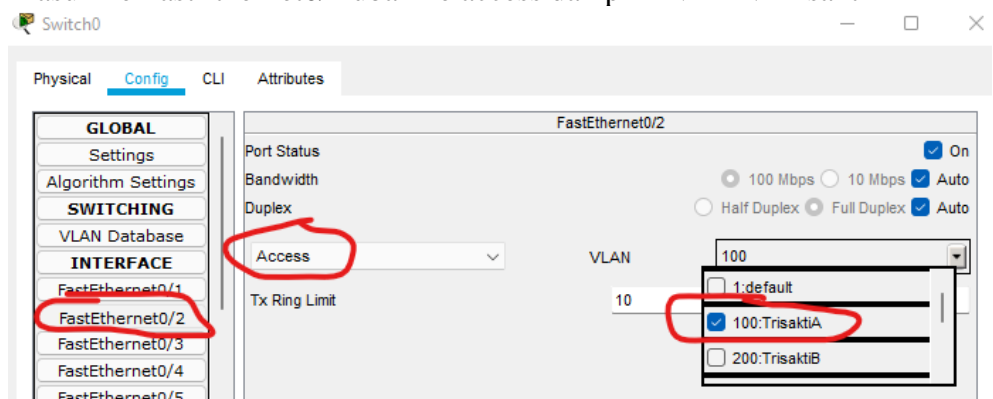 Switch0
Physical Config CLI Attributes
GLOBAL
Settings
Algorithm Settings
SWITCHING
VLAN Database
INTERFACE
FastEthernet0/1
FastEthernet0/2
FastEthernet0/3
FastEthernet0/4
FastEthernet0/5
FastEthernet0/2
Port Status On
Bandwidth 100 Mbps 10 Mbps Auto
Duplex Half Duplex Full Duplex Auto
Access VLAN 100
Tx Ring Limit 10
1:default
100:TrisaktiA
200:TrisaktiB